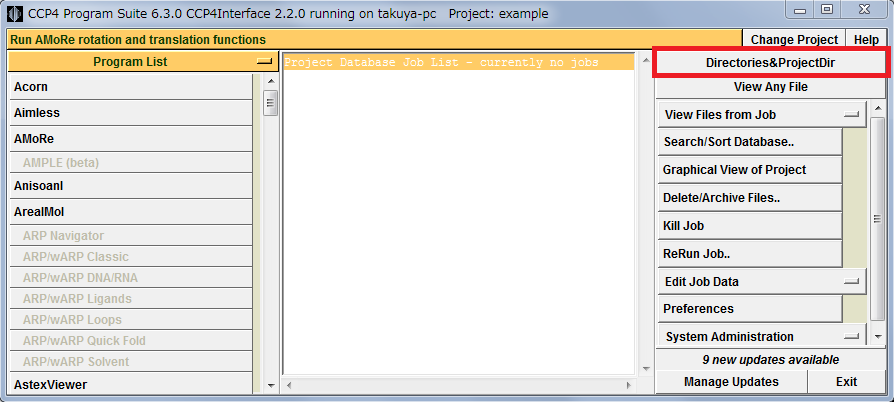 CCP4 Program Suite 6.3.0 CCP4Interface 2.2.0 running on takuya-pc Project: example
Run AMoRe rotation and translation functions
Change Project
Help
Program List
Acorn
Aimless
AMoRe
AMPLE (beta)
Anisoanl
ArealMol
ARP Navigator
ARP/wARP Classic
ARP/wARP DNA/RNA
ARP/wARP Ligands
ARP/wARP Loops
ARP/wARP Quick Fold
ARP/wARP Solvent
AstexViewer
Project Database Job List - currently no jobs
Directories&ProjectDir
View Any File
View Files from Job
Search/Sort Database..
Graphical View of Project
Delete/Archive Files..
Kill Job
ReRun Job..
Edit Job Data
Preferences
System Administration
9 new updates available
Manage Updates
Exit